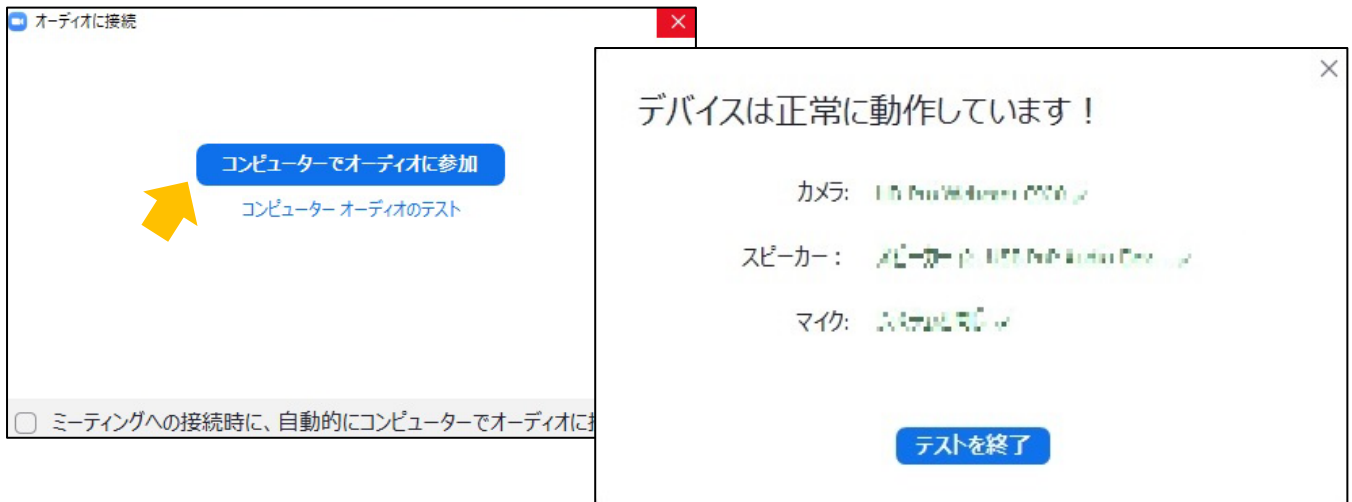 オーディオに接続
コンピューターでオーディオに参加
コンピューター オーディオのテスト
ミーティングへの接続時に、自動的にコンピューターでオーディオに
デバイスは正常に動作しています！
カメラ:
スピーカー：
マイク:
テストを終了